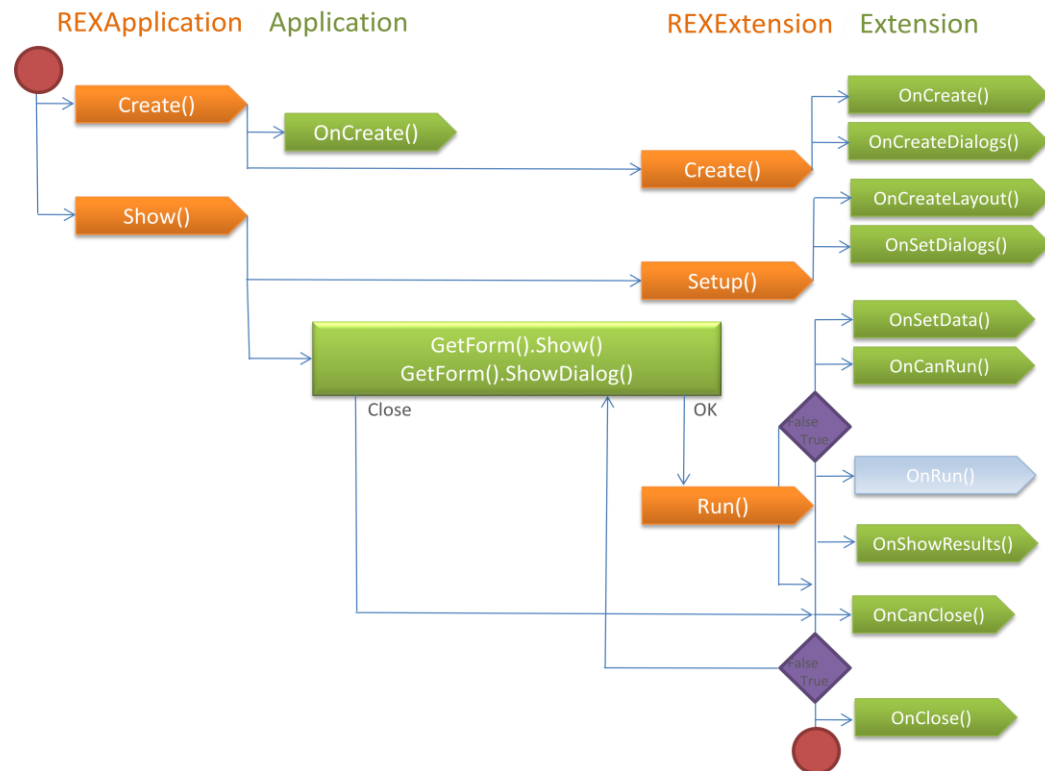 REXApplication
Application
REXExtension
Extension
Create()
OnCreate()
OnCreate()
OnCreateDialogs()
Create()
Show()
OnCreateLayout()
OnSetDialogs()
Setup()
OnSetData()
GetForm().Show()
GetForm().ShowDialog()
OnCanRun()
Close
OK
False
True
OnRun()
Run()
OnShowResults()
OnCanClose()
False
True
OnClose()